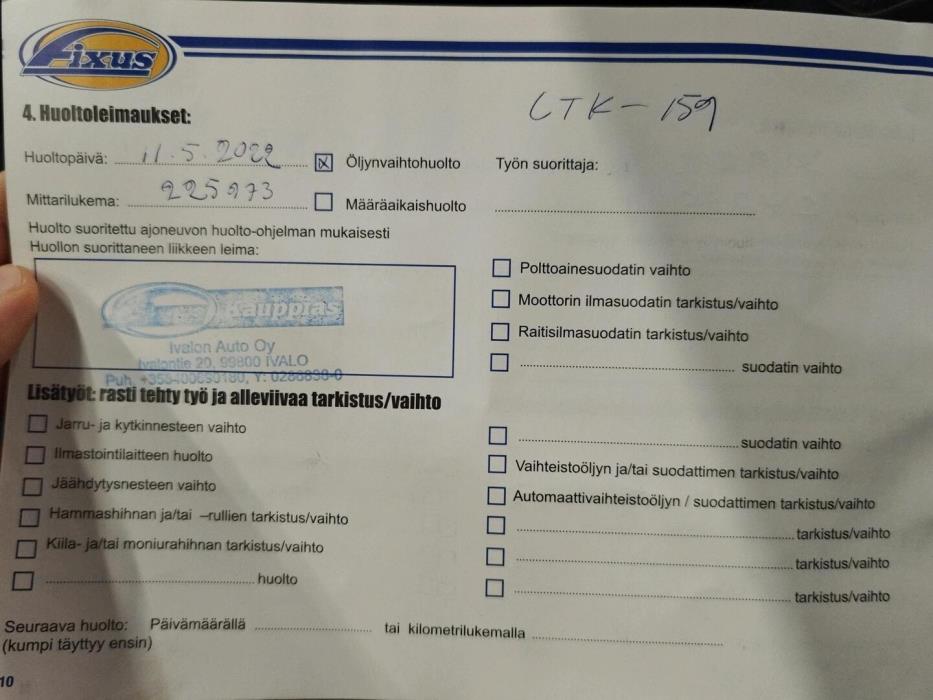 Fixus
CTK-159
4. Huoltoleimaukset:
Huoltopäivä: 11.5.2022 ☒ Öljynvaihtohuolto Työn suorittaja:
Mittarilukema: 225973 ☐ Määräaikaishuolto
Huolto suoritettu ajoneuvon huolto-ohjelman mukaisesti
Huollon suorittaneen liikkeen leima:
☐ Polttoainesuodatin vaihto
☐ Moottorin ilmasuodatin tarkistus/vaihto
☐ Raitisilmasuodatin tarkistus/vaihto
☐ suodatin vaihto
Kauppias
Ivalon Auto Oy
Ivalontie 20, 99800 IVALO
Puh.
Lisätyöt: rasti tehty työ ja alleviivaa tarkistus/vaihto
☐ Jarru- ja kytkinnesteen vaihto
☐ Ilmastointilaitteen huolto
☐ Jäähdytysnesteen vaihto
☐ Hammashihnan ja/tai –rullien tarkistus/vaihto
☐ Kiila- ja/tai moniurahihnan tarkistus/vaihto
☐ huolto
☐ suodatin vaihto
☐ Vaihteistoöljyn ja/tai suodattimen tarkistus/vaihto
☐ Automaattivaihteistoöljyn / suodattimen tarkistus/vaihto
☐ tarkistus/vaihto
☐ tarkistus/vaihto
☐ tarkistus/vaihto
Seuraava huolto: Päivämäärällä tai kilometrilukemalla
(kumpi täyttyy ensin)
10